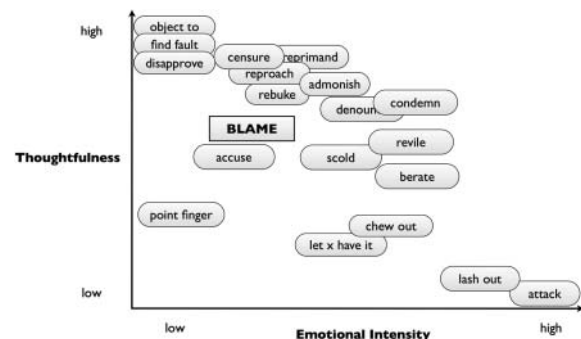 high
object to
find fault
disapprove
censure
reprimand
reproach
admonish
rebuke
denoun
condemn
BLAME
revile
Thoughtfulness
accuse
scold
berate
point finger
chew out
let x have it
lash out
low
attack
low
high
Emotional Intensity